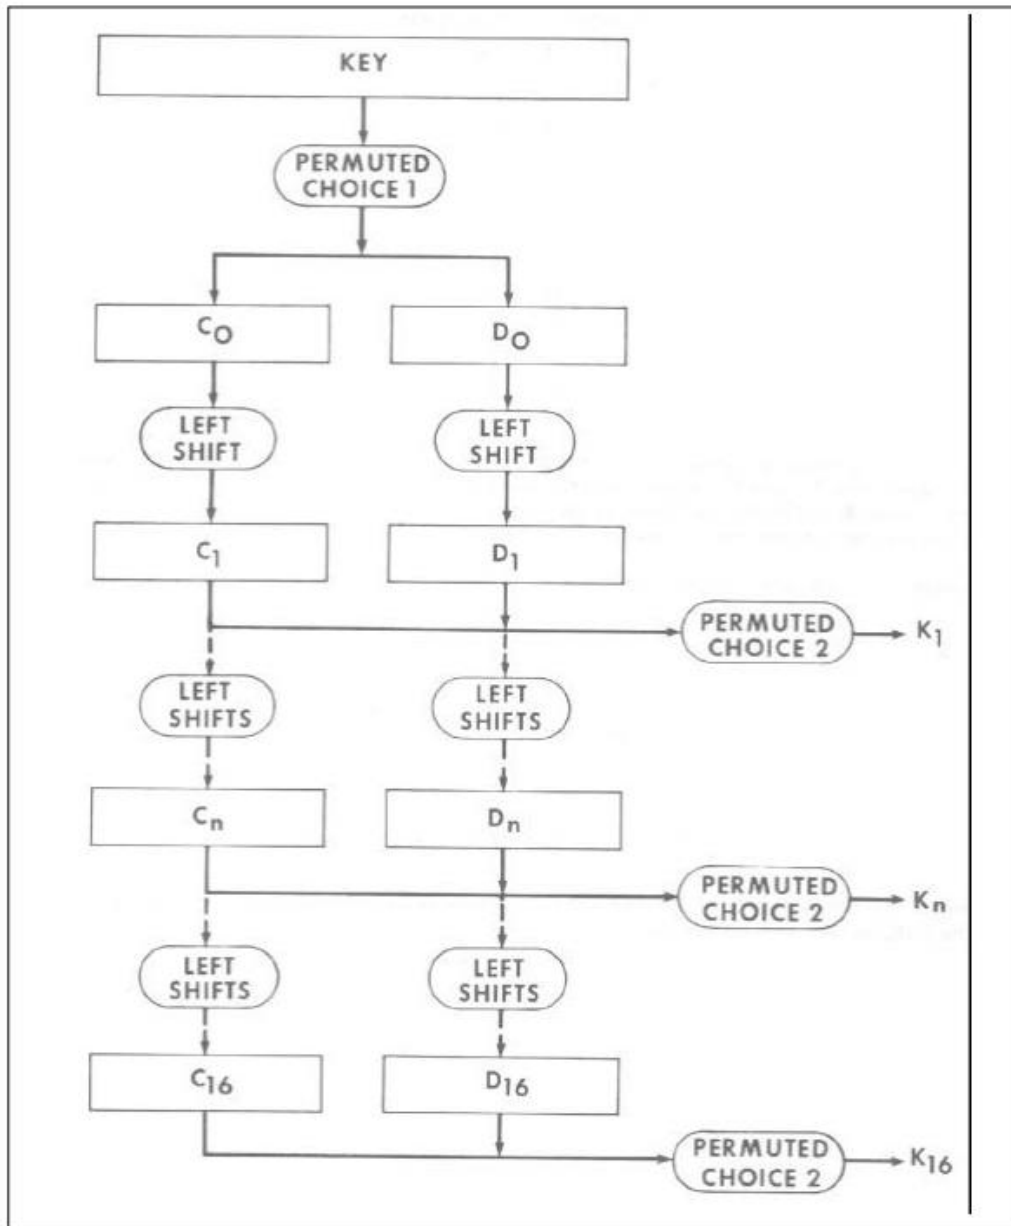 KEY
PERMUTED
CHOICE 1
C₀ D₀
LEFT
SHIFT
LEFT
SHIFT
C₁ D₁
PERMUTED
CHOICE 2
K₁
LEFT
SHIFTS
LEFT
SHIFTS
Cₙ Dₙ
PERMUTED
CHOICE 2
Kₙ
LEFT
SHIFTS
LEFT
SHIFTS
C₁₆ D₁₆
PERMUTED
CHOICE 2
K₁₆